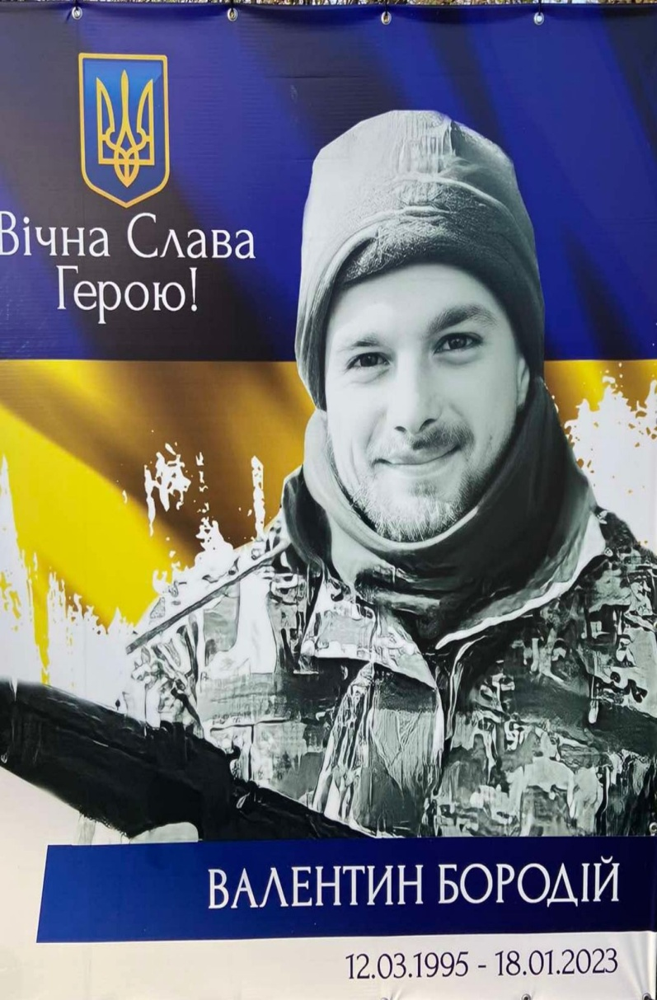 Вічна Слава
Герою!
ВАЛЕНТИН БОРОДІЙ
12.03.1995 - 18.01.2023